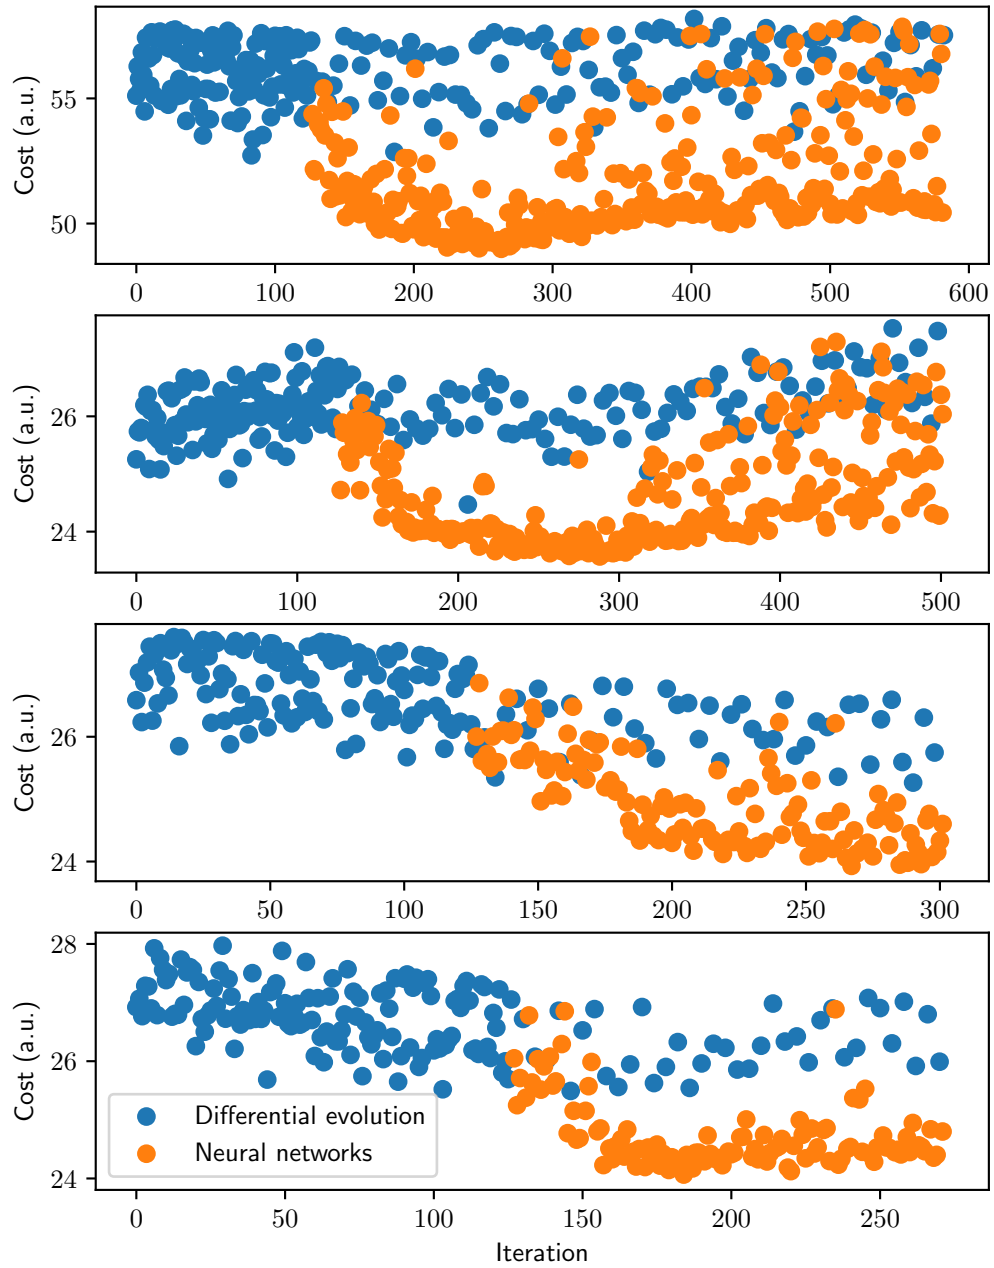 Cost (a.u.)
55
50
0 100 200 300 400 500 600
Cost (a.u.)
26
24
0 100 200 300 400 500
Cost (a.u.)
26
24
0 50 100 150 200 250 300
Cost (a.u.)
28
26
24
Differential evolution
Neural networks
0 50 100 150 200 250
Iteration